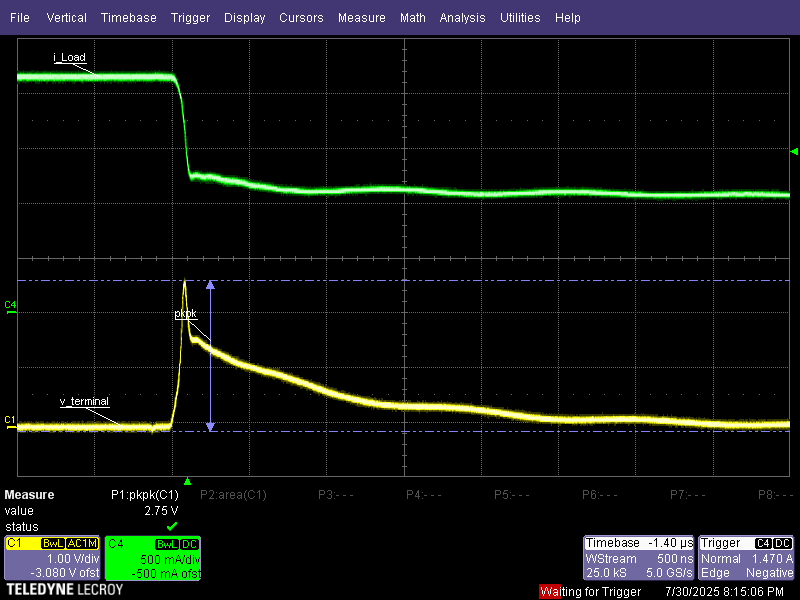 File Vertical Timebase Trigger Display Cursors Measure Math Analysis Utilities Help
i_Load
C4
pkpk
v_terminal
C1
Measure P1:pkpk(C1) P2:area(C1) P3:--- P4:--- P5:--- P6:--- P7:--- P8:---
value 2.75 V
status
C1 BwL AC1M
1.00 V/div
-3.080 V ofst
C4 BwL DC
500 mA/div
-500 mA ofst
Timebase -1.40 µs
WStream 500 ns
25.0 kS 5.0 GS/s
Trigger C4 DC
Normal 1.470 A
Edge Negative
TELEDYNE LECROY
Waiting for Trigger 7/30/2025 8:15:06 PM